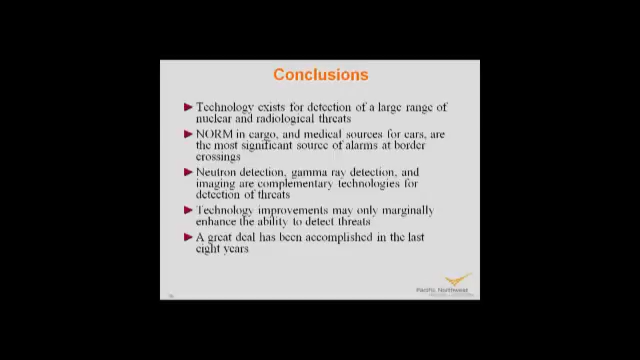 Conclusions
Technology exists for detection of a large range of
nuclear and radiological threats
NORM in cargo, and medical sources for cars, are
the most significant source of alarms at border
crossings
Neutron detection, gamma ray detection, and
imaging are complementary technologies for
detection of threats
Technology improvements may only marginally
enhance the ability to detect threats
A great deal has been accomplished in the last
eight years
Pacific Northwest